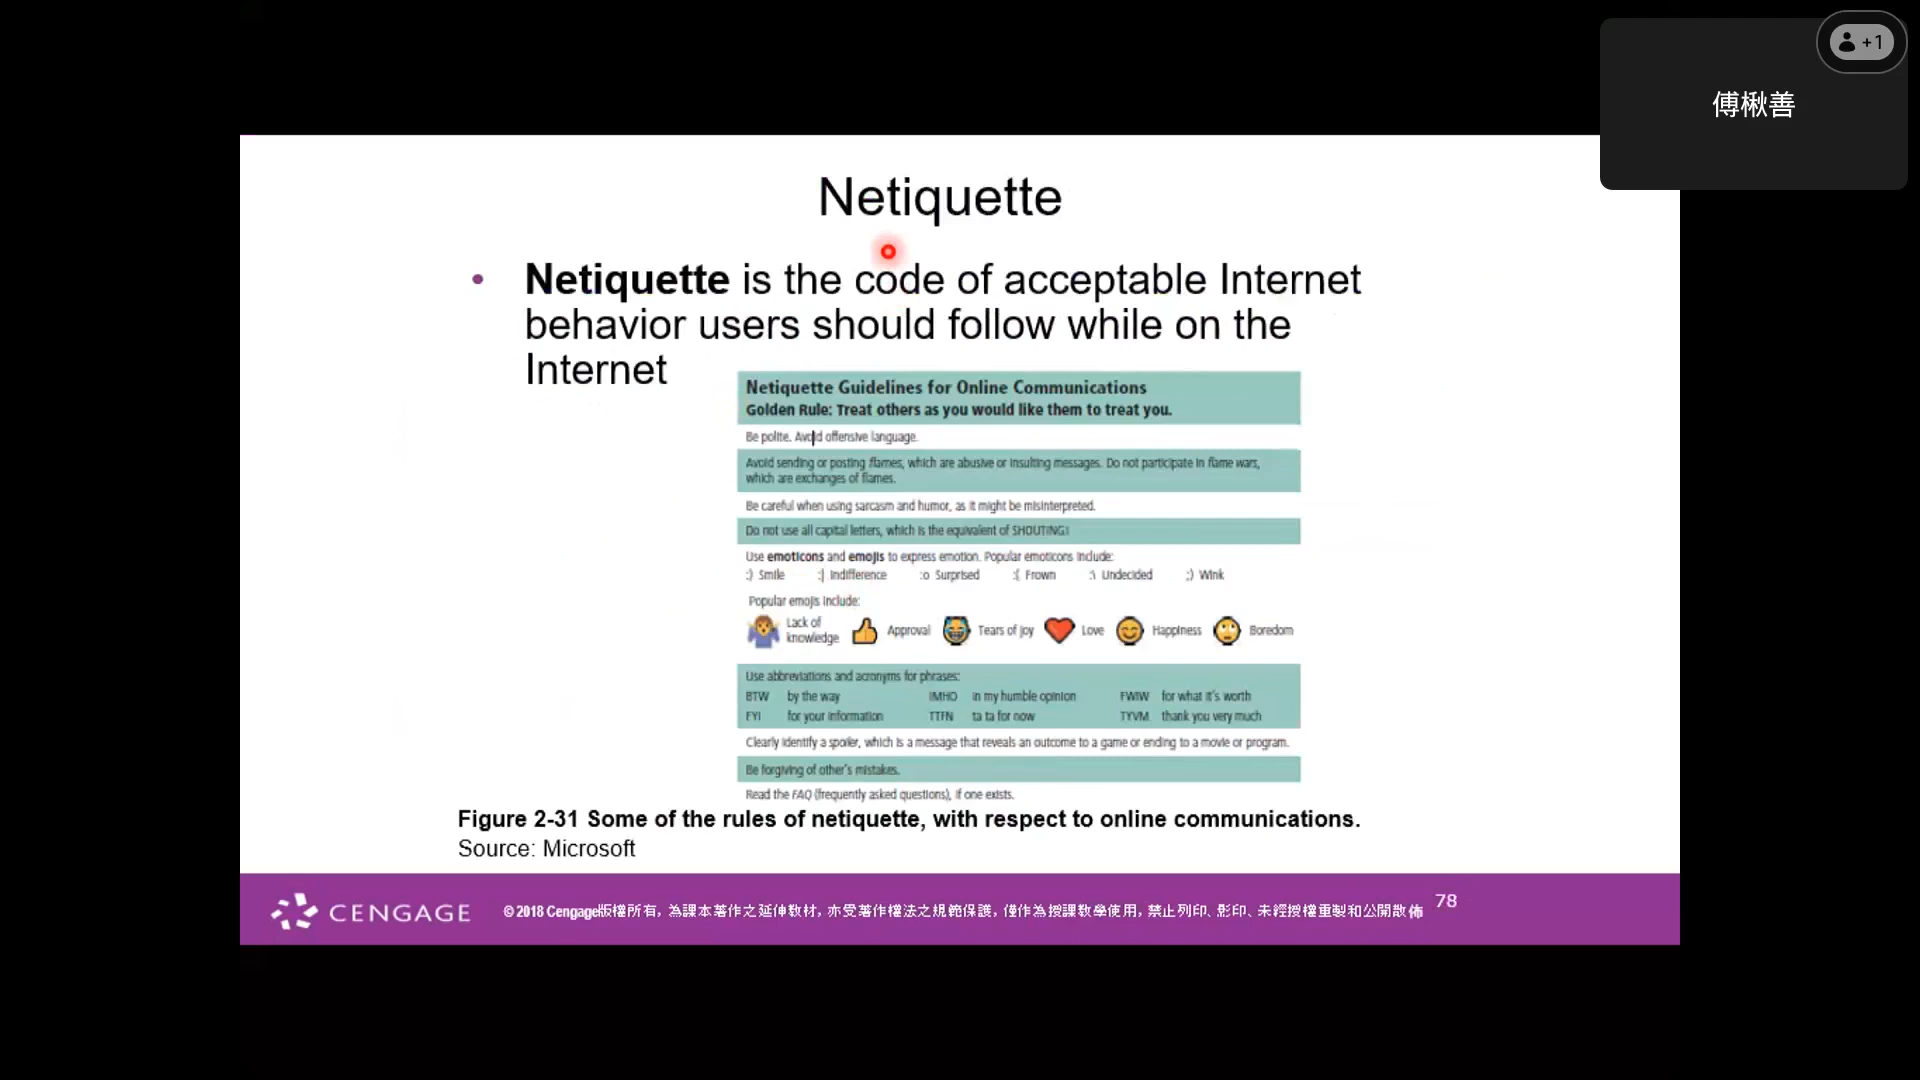 +1
傅楸善
Netiquette
• Netiquette is the code of acceptable Internet
behavior users should follow while on the
Internet
Netiquette Guidelines for Online Communications
Golden Rule: Treat others as you would like them to treat you.
Be polite. Avoid offensive language.
Avoid sending or posting flames, which are abusive or insulting messages. Do not participate in flame wars,
which are exchanges of flames.
Be careful when using sarcasm and humor, as it might be misinterpreted.
Do not use all capital letters, which is the equivalent of SHOUTING!
Use emoticons and emojis to express emotion. Popular emoticons include:
:) Smile :| Indifference :o Surprised :( Frown :\ Undecided ;) Wink
Popular emojis include:
Lack of
knowledge Approval Tears of joy Love Happiness Boredom
Use abbreviations and acronyms for phrases:
BTW by the way IMHO in my humble opinion FWIW for what it's worth
FYI for your information TTFN ta ta for now TYVM thank you very much
Clearly identify a spoiler, which is a message that reveals an outcome to a game or ending to a movie or program.
Be forgiving of other's mistakes.
Read the FAQ (frequently asked questions), if one exists.
Figure 2-31 Some of the rules of netiquette, with respect to online communications.
Source: Microsoft
CENGAGE
© 2018 Cengage版權所有, 為課本著作之延伸教材, 亦受著作權法之規範保護, 僅作為授課教學使用, 禁止列印、影印、未經授權重製和公開散佈
78